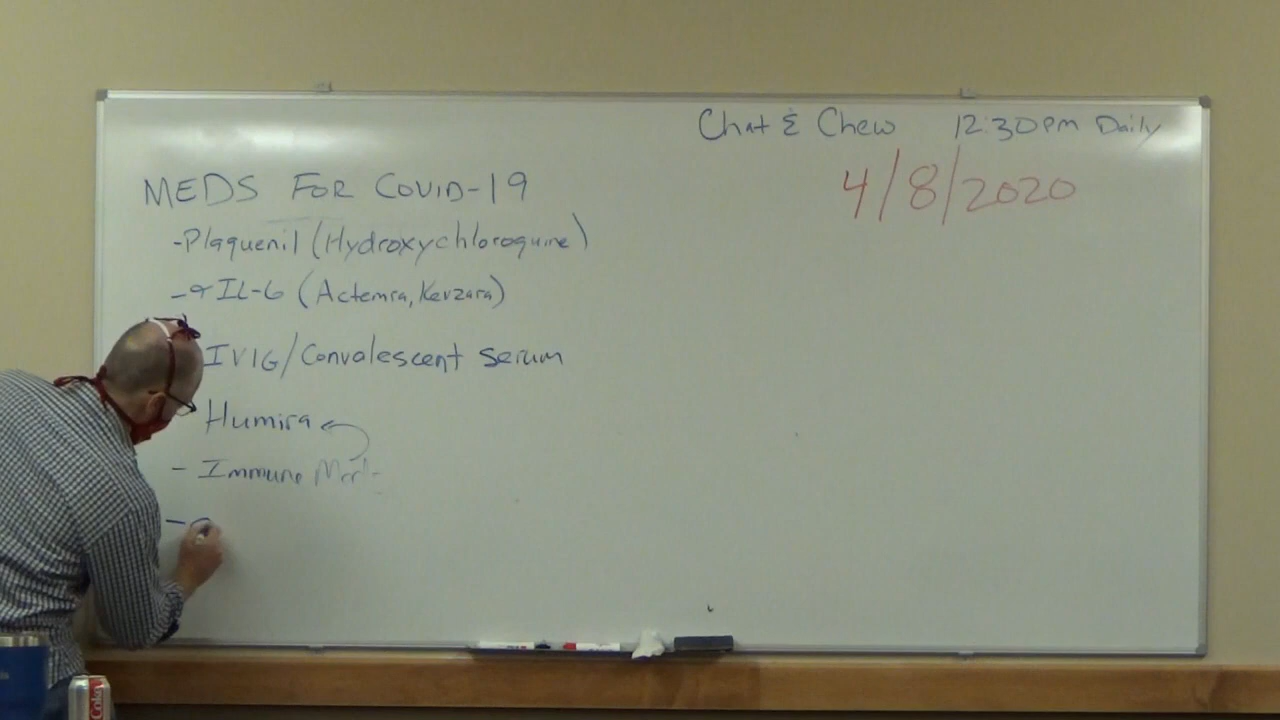 Chat & Chew 12:30pm Daily
4/8/2020
MEDS FOR COVID-19
-Plaquenil (Hydroxychloroquine)
- IL-6 (Actemra, Kevzara)
IVIG/Convalescent serum
Humira
- Immune
-
Coke